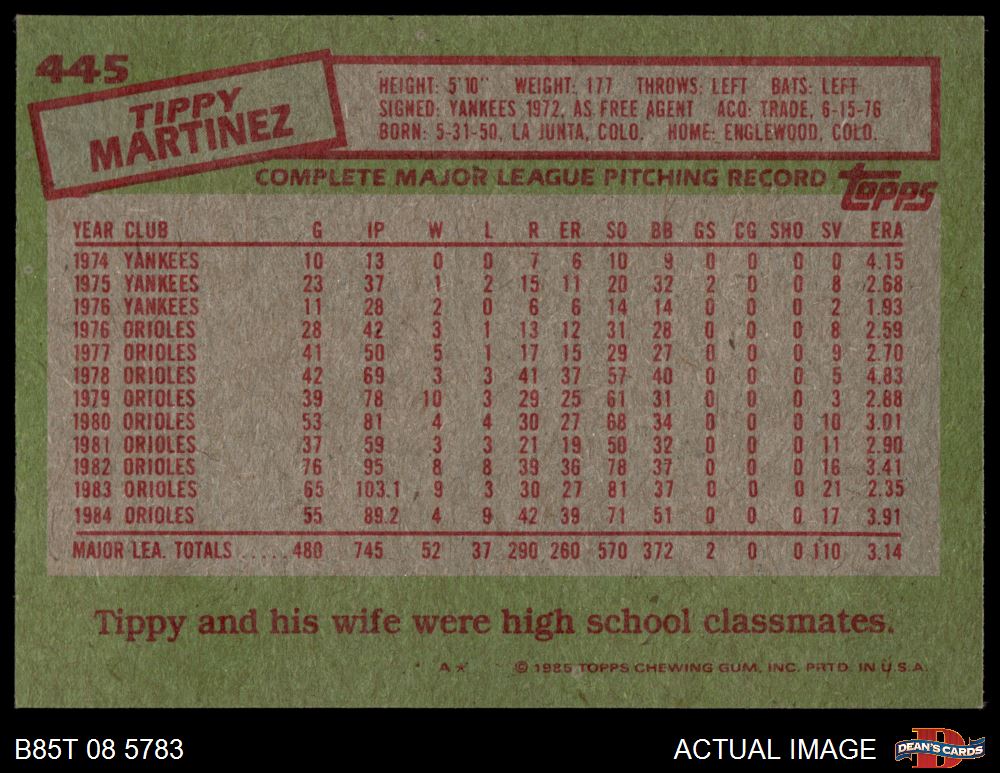 445
TIPPY
MARTINEZ
HEIGHT: 5'10" WEIGHT: 177 THROWS: LEFT BATS: LEFT
SIGNED: YANKEES 1972, AS FREE AGENT ACQ: TRADE, 6-15-76
BORN: 5-31-50, LA JUNTA, COLO. HOME: ENGLEWOOD, COLO.
COMPLETE MAJOR LEAGUE PITCHING RECORD topps
YEAR CLUB G IP W L R ER SO BB GS CG SHO SV ERA
1974 YANKEES 10 13 0 0 7 6 10 9 0 0 0 0 4.15
1975 YANKEES 23 37 1 2 15 11 20 32 2 0 0 8 2.68
1976 YANKEES 11 28 2 0 6 6 14 14 0 0 0 2 1.93
1976 ORIOLES 28 42 3 1 13 12 31 28 0 0 0 8 2.59
1977 ORIOLES 41 50 5 1 17 15 29 27 0 0 0 9 2.70
1978 ORIOLES 42 69 3 3 41 37 57 40 0 0 0 5 4.83
1979 ORIOLES 39 78 10 3 29 25 61 31 0 0 0 3 2.88
1980 ORIOLES 53 81 4 4 30 27 68 34 0 0 0 10 3.01
1981 ORIOLES 37 59 3 3 21 19 50 32 0 0 0 11 2.90
1982 ORIOLES 76 95 8 8 39 36 78 37 0 0 0 16 3.41
1983 ORIOLES 65 103.1 9 3 30 27 81 37 0 0 0 21 2.35
1984 ORIOLES 55 89.2 4 9 42 39 71 51 0 0 0 17 3.91
MAJOR LEA. TOTALS .....480 745 52 37 290 260 570 372 2 0 0 110 3.14
Tippy and his wife were high school classmates.
A* © 1985 TOPPS CHEWING GUM, INC. PRTD. IN U.S.A.
B85T 08 5783 ACTUAL IMAGE DEAN'S CARDS